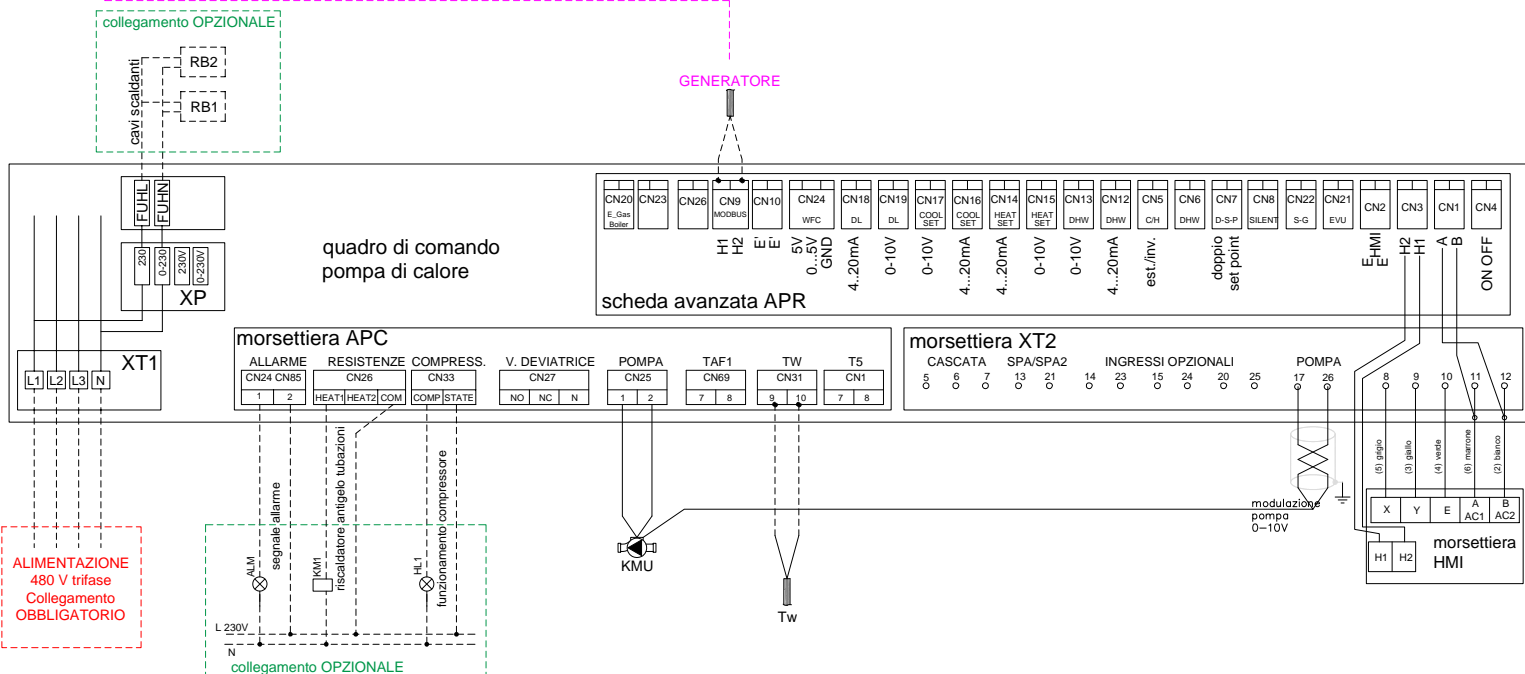 collegamento OPZIONALE
RB2
RB1
cavi scaldanti
GENERATORE
FUHL
FUHN
230
0-230
230V
0-230V
XP
quadro di comando
pompa di calore
CN20
E_Gas
Boiler
CN23
CN26
CN9
MODBUS
CN10
CN24
WFC
CN18
DL
CN19
DL
CN17
COOL
SET
CN16
COOL
SET
CN14
HEAT
SET
CN15
HEAT
SET
CN13
DHW
CN12
DHW
CN5
C/H
CN6
DHW
CN7
D-S-P
CN8
SILENT
CN22
S-G
CN21
EVU
CN2
CN3
CN1
CN4
H1
H2
E'
E'
5V
0...5V
GND
4...20mA
0-10V
0-10V
4...20mA
4...20mA
0-10V
0-10V
4...20mA
est./inv.
doppio
set point
E
HMI
E
H2
H1
A
B
ON OFF
scheda avanzata APR
XT1
L1
L2
L3
N
morsettiera APC
ALLARME
RESISTENZE
COMPRESS.
V. DEVIATRICE
POMPA
TAF1
TW
T5
CN24 CN85
CN26
CN33
CN27
CN25
CN69
CN31
CN1
1
2
HEAT1
HEAT2
COM
COMP
STATE
NO
NC
N
1
2
7
8
9
10
7
8
morsettiera XT2
CASCATA
SPA/SPA2
INGRESSI OPZIONALI
POMPA
5
6
7
13
21
14
23
15
24
20
25
17
26
8
9
10
11
12
(5) grigio
(3) giallo
(4) verde
(6) marrone
(2) bianco
segnale allarme
riscaldatore antigelo tubazioni
funzionamento compressore
ALM
KM1
HL1
L 230V
N
collegamento OPZIONALE
ALIMENTAZIONE
480 V trifase
Collegamento
OBBLIGATORIO
KMU
Tw
modulazione
pompa
0-10V
X
Y
E
A
AC1
B
AC2
H1
H2
morsettiera
HMI